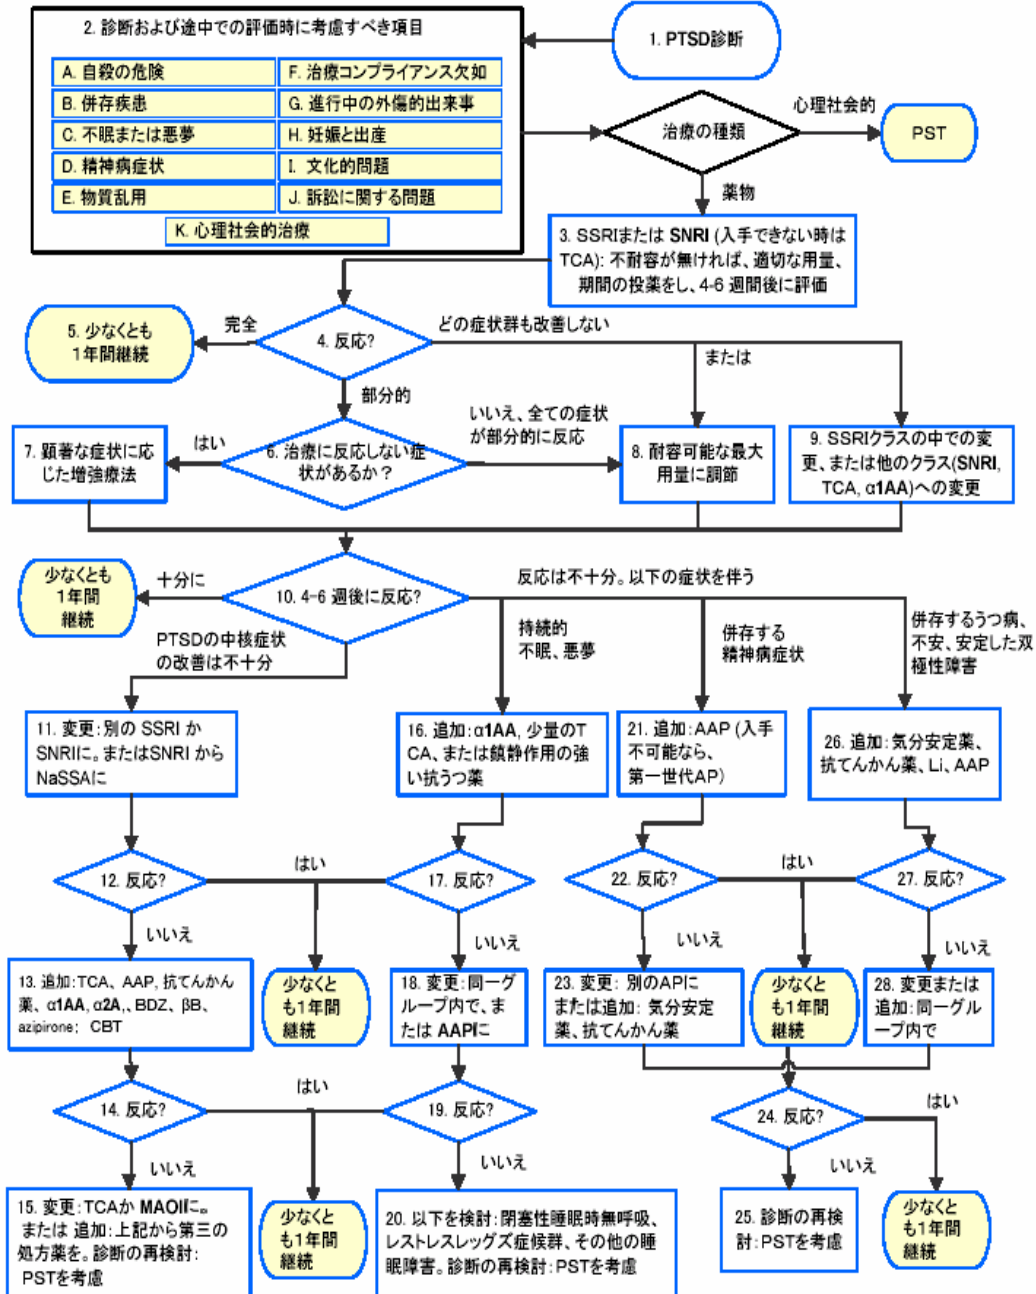 2. 診断および途中での評価時に考慮すべき項目
A. 自殺の危険
B. 併存疾患
C. 不眠または悪夢
D. 精神病症状
E. 物質乱用
F. 治療コンプライアンス欠如
G. 進行中の外傷的出来事
H. 妊娠と出産
I. 文化的問題
J. 訴訟に関する問題
K. 心理社会的治療
1. PTSD診断
治療の種類
心理社会的
PST
薬物
3. SSRIまたは SNRI (入手できない時は
TCA): 不耐容が無ければ、適切な用量、
期間の投薬をし、4-6 週間後に評価
4. 反応?
完全
5. 少なくとも
1年間継続
どの症状群も改善しない
または
部分的
6. 治療に反応しない症
状があるか？
はい
7. 顕著な症状に応
じた増強療法
いいえ、全ての症状
が部分的に反応
8. 耐容可能な最大
用量に調節
9. SSRIクラスの中での変
更、または他のクラス(SNRI,
TCA, α1AA)への変更
10. 4-6 週後に反応?
十分に
少なくとも
1年間
継続
反応は不十分。以下の症状を伴う
PTSDの中核症状
の改善は不十分
持続的
不眠、悪夢
併存する
精神病症状
併存するうつ病、
不安、安定した双
極性障害
11. 変更: 別の SSRI か
SNRIに。またはSNRI から
NaSSAに
16. 追加: α1AA, 少量のT
CA、または鎮静作用の強
い抗うつ薬
21. 追加: AAP (入手
不可能なら、
第一世代AP)
26. 追加: 気分安定薬、
抗てんかん薬、Li、AAP
12. 反応?
はい
17. 反応?
22. 反応?
はい
27. 反応?
いいえ
いいえ
いいえ
いいえ
13. 追加: TCA、AAP, 抗てんかん
薬、α1AA, α2A,、BDZ、βB、
azipirone; CBT
少なくと
も1年間
継続
18. 変更: 同一グ
ループ内で、ま
たは AAPIに
23. 変更: 別のAPIこ
または追加: 気分安定
薬、抗てんかん薬
少なくと
も1年間
継続
28. 変更または
追加: 同一グル
ープ内で
14. 反応?
はい
19. 反応?
24. 反応?
はい
いいえ
いいえ
いいえ
15. 変更: TCAか MAOIIに。
または 追加: 上記から第三の
処方薬を。診断の再検討:
PSTを考慮
少なくと
も1年間
継続
20. 以下を検討: 閉塞性睡眠時無呼吸、
レストレスレッグズ症候群、その他の睡
眠障害。診断の再検討: PSTを考慮
25. 診断の再検
討: PSTを考慮
少なくと
も1年間
継続